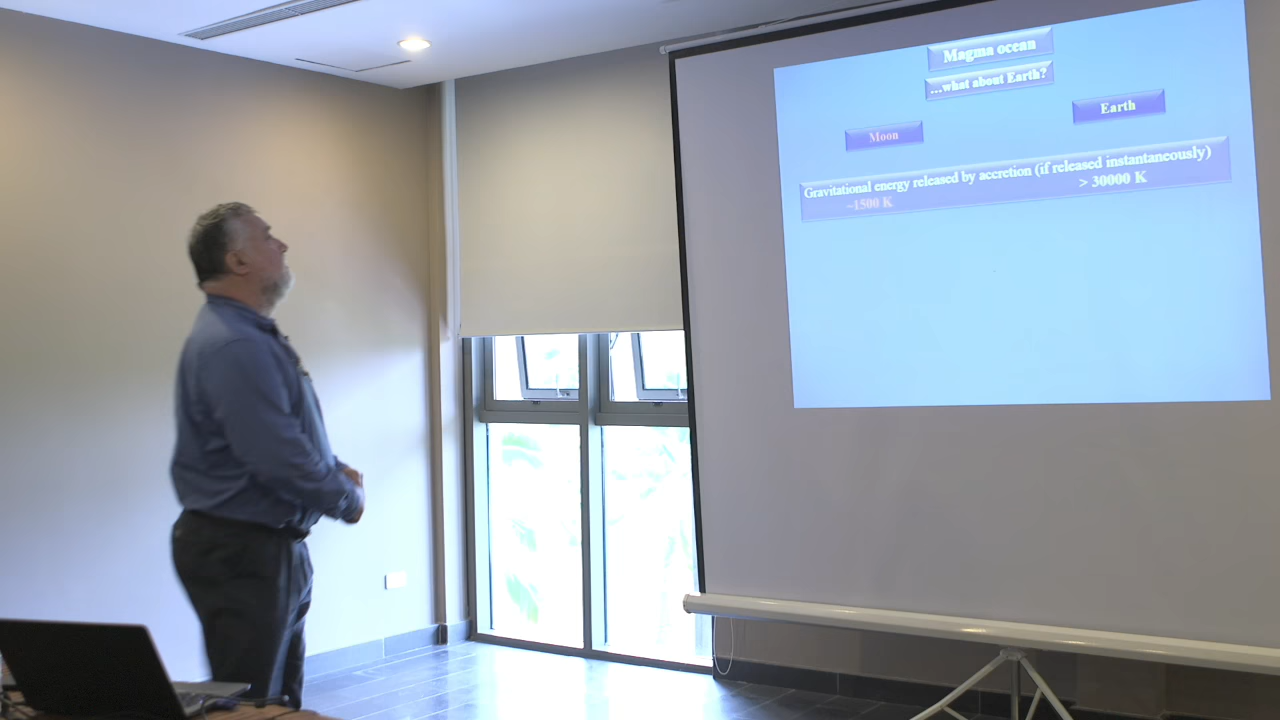 Magma ocean
...what about Earth?
Moon
Earth
Gravitational energy released by accretion (if released instantaneously)
~1500 K
> 30000 K